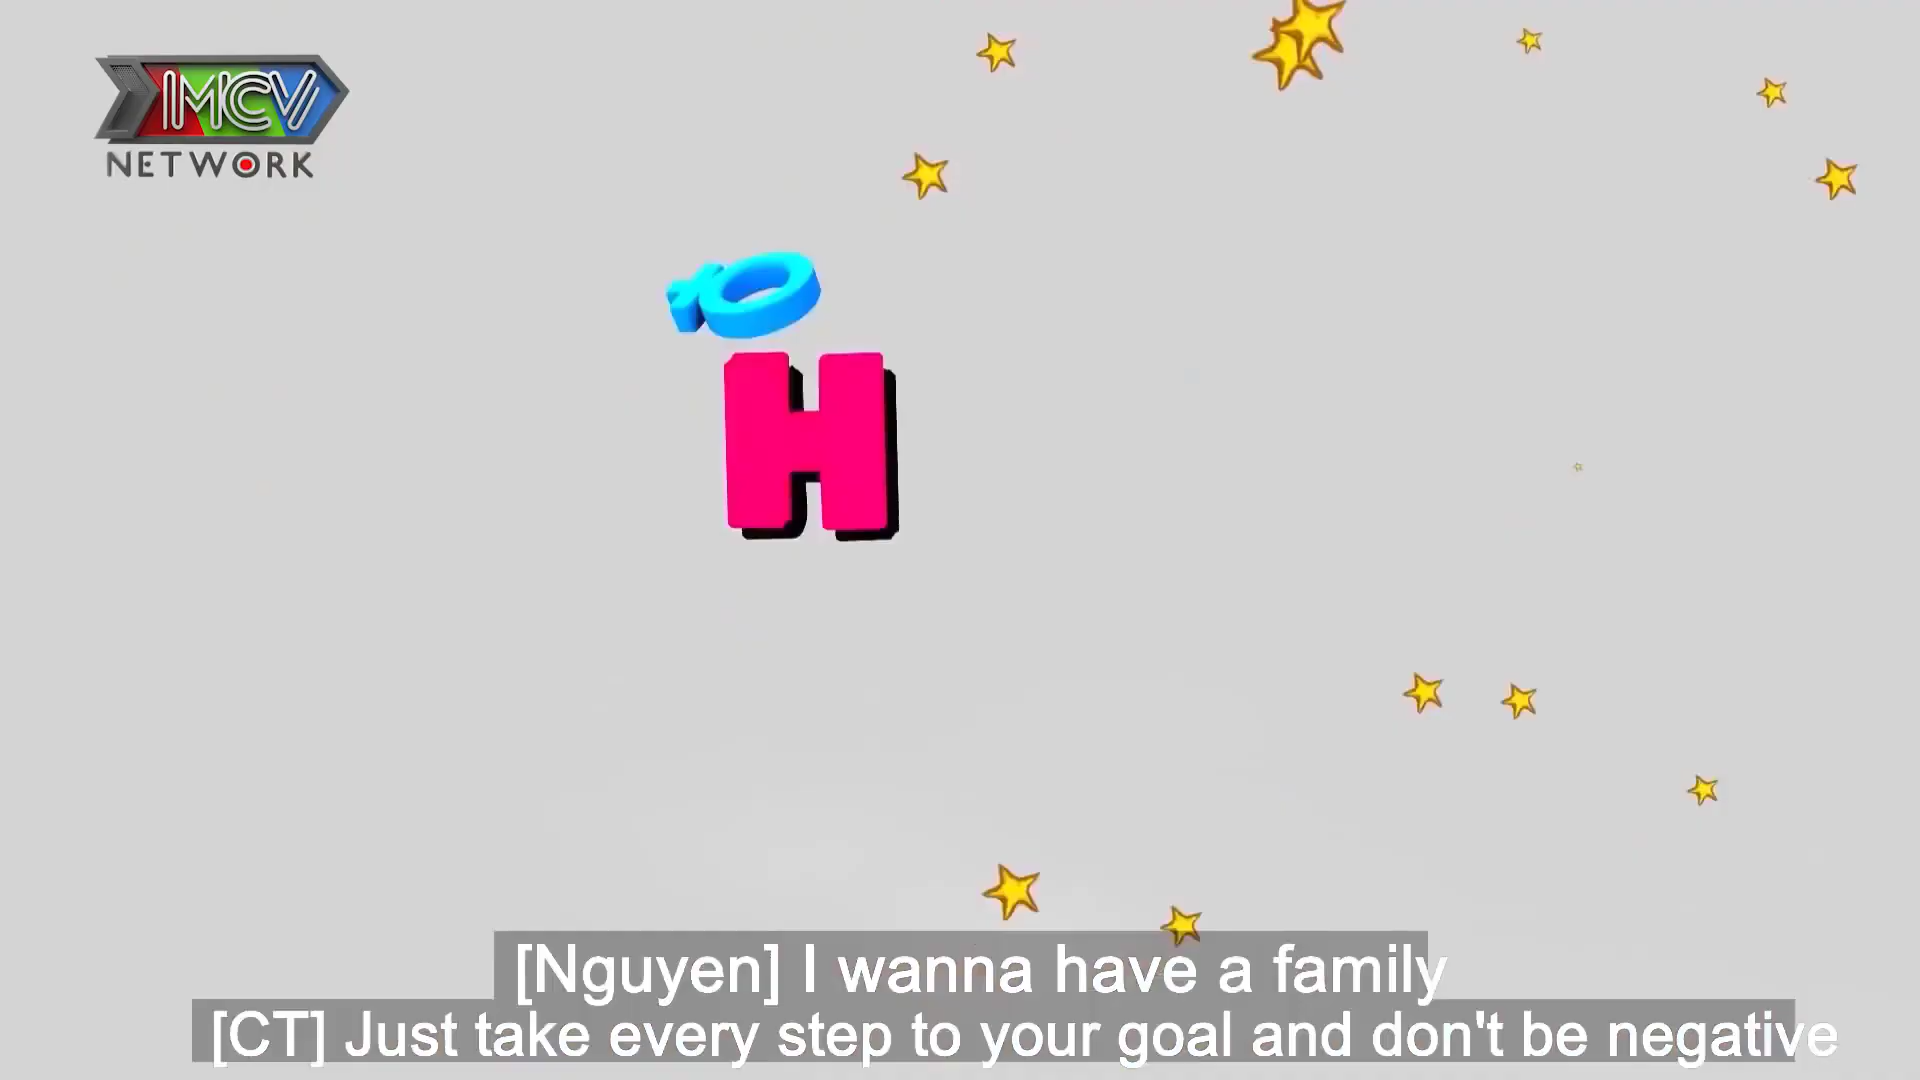 MCV
NETWORK
H
[Nguyen] I wanna have a family
[CT] Just take every step to your goal and don't be negative